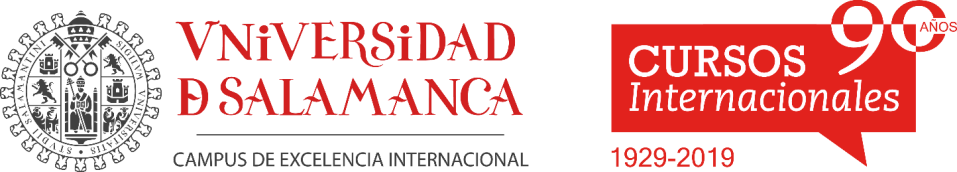 VNiVERSiDAD
Ð SALAMANCA
CAMPUS DE EXCELENCIA INTERNACIONAL
90 AÑOS
CURSOS
Internacionales
1929-2019